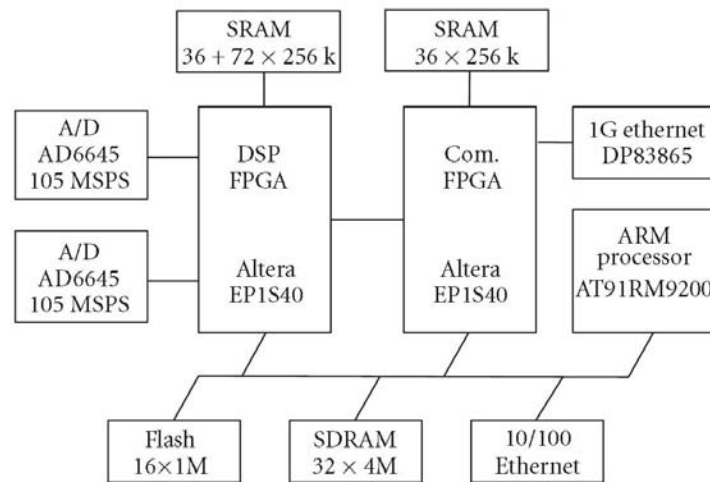 SRAM
36 + 72 × 256 k
SRAM
36 × 256 k
A/D
AD6645
105 MSPS
DSP
FPGA
Com.
FPGA
1G ethernet
DP83865
A/D
AD6645
105 MSPS
Altera
EP1S40
Altera
EP1S40
ARM
processor
AT91RM9200
Flash
16×1M
SDRAM
32 × 4M
10/100
Ethernet